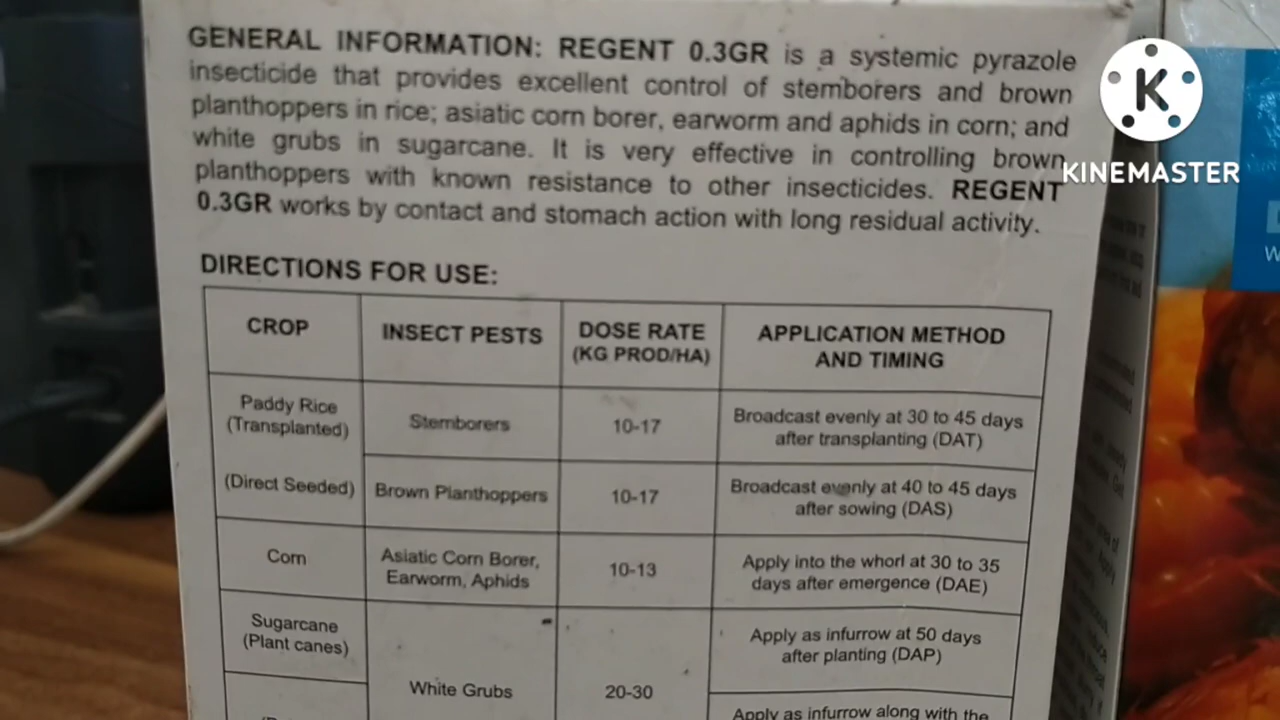 GENERAL INFORMATION: REGENT 0.3GR is a systemic pyrazole
insecticide that provides excellent control of stemborers and brown
planthoppers in rice; asiatic corn borer, earworm and aphids in corn; and
white grubs in sugarcane. It is very effective in controlling brown
planthoppers with known resistance to other insecticides. REGENT
0.3GR works by contact and stomach action with long residual activity.
K
KINEMASTER
DIRECTIONS FOR USE:
CROP
INSECT PESTS
DOSE RATE
(KG PROD/HA)
APPLICATION METHOD
AND TIMING
Paddy Rice
(Transplanted)
Stemborers
10-17
Broadcast evenly at 30 to 45 days
after transplanting (DAT)
(Direct Seeded)
Brown Planthoppers
10-17
Broadcast evenly at 40 to 45 days
after sowing (DAS)
Corn
Asiatic Corn Borer,
Earworm, Aphids
10-13
Apply into the whorl at 30 to 35
days after emergence (DAE)
Sugarcane
(Plant canes)
White Grubs
20-30
Apply as infurrow at 50 days
after planting (DAP)
Apply as infurrow along with the